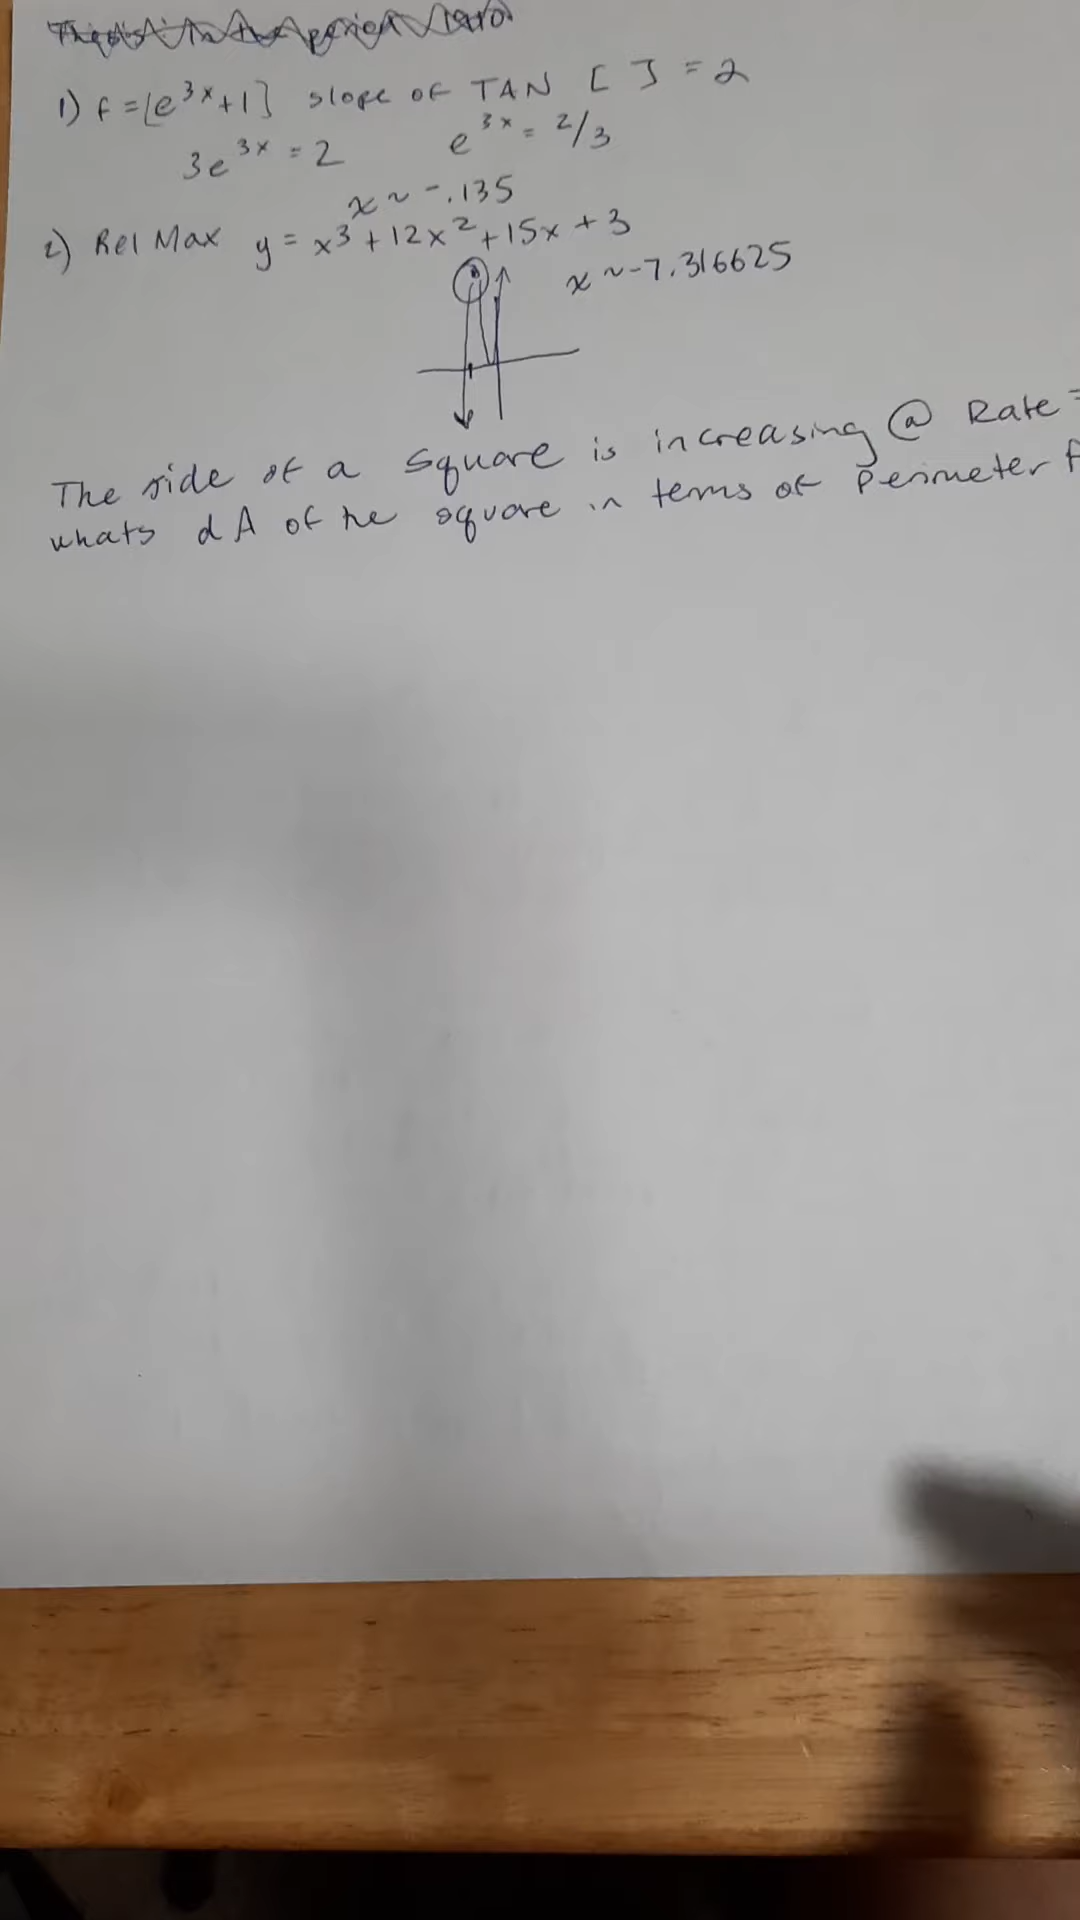 1) f = [e^3x + 1] slope of TAN [ ] = 2
3e^3x = 2 e^3x = 2/3
x ~ -.135
2) Rel Max y = x^3 + 12x^2 + 15x + 3
x ~ -7.316625
The side of a square is increasing @ Rate =
whats dA of he square in terms of Perimeter